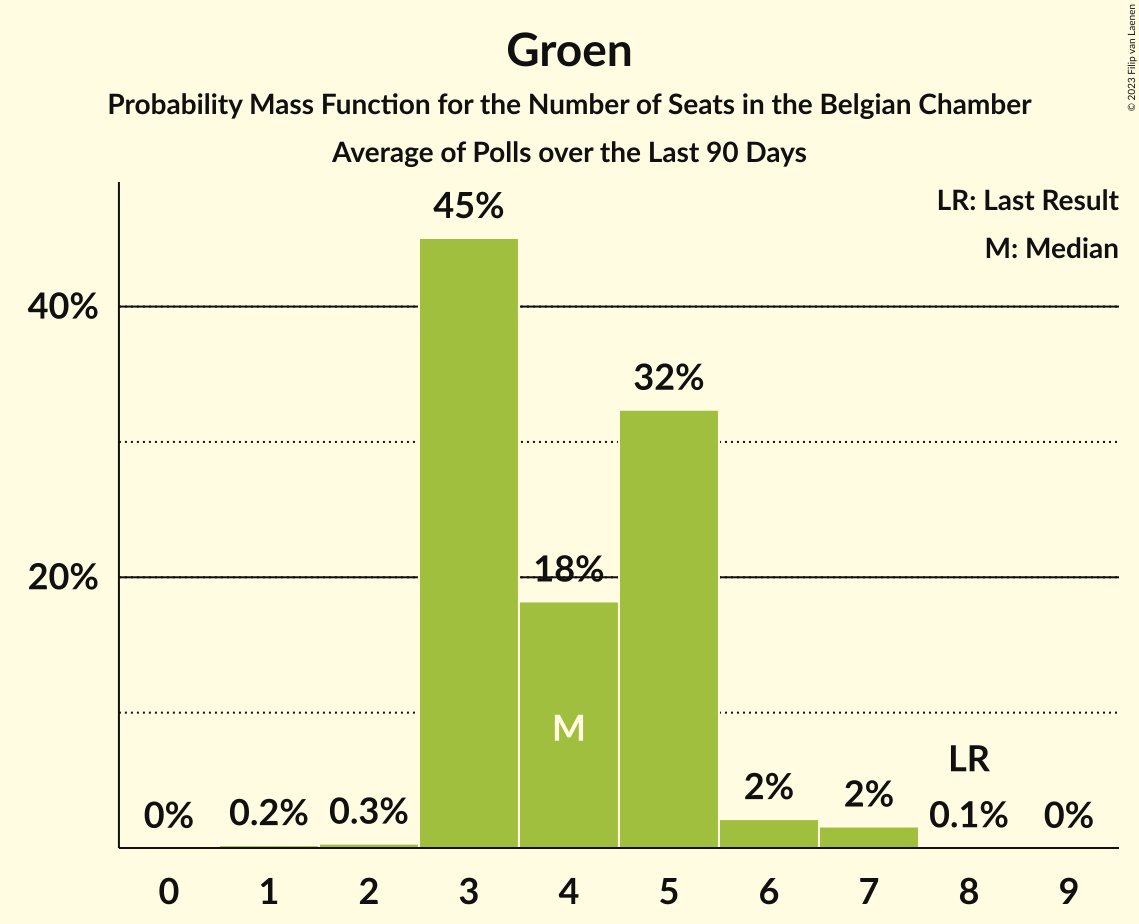 Groen
Probability Mass Function for the Number of Seats in the Belgian Chamber
Average of Polls over the Last 90 Days
© 2023 Filip van Laenen
LR: Last Result
M: Median
45%
40%
32%
20%
18%
M
LR
0%
0.2%
0.3%
2%
2%
0.1%
0%
0 1 2 3 4 5 6 7 8 9